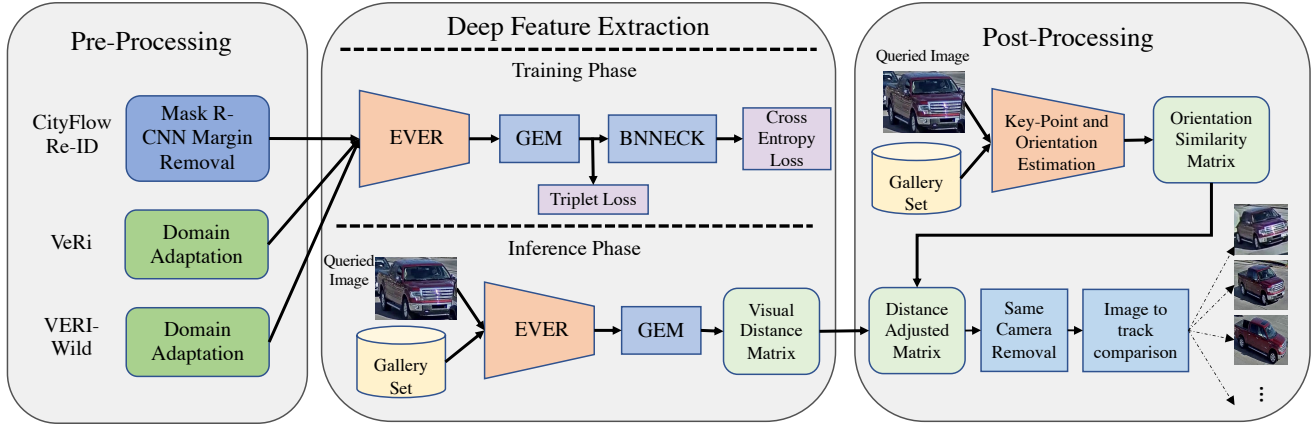 Pre-Processing
CityFlow
Re-ID
Mask R-
CNN Margin
Removal
VeRi
Domain
Adaptation
VERI-
Wild
Domain
Adaptation
Deep Feature Extraction
Training Phase
EVER
GEM
BNNECK
Cross
Entropy
Loss
Triplet Loss
Inference Phase
Queried
Image
Gallery
Set
EVER
GEM
Visual
Distance
Matrix
Post-Processing
Queried Image
Gallery
Set
Key-Point and
Orientation
Estimation
Orientation
Similarity
Matrix
Distance
Adjusted
Matrix
Same
Camera
Removal
Image to
track
comparison
⋮